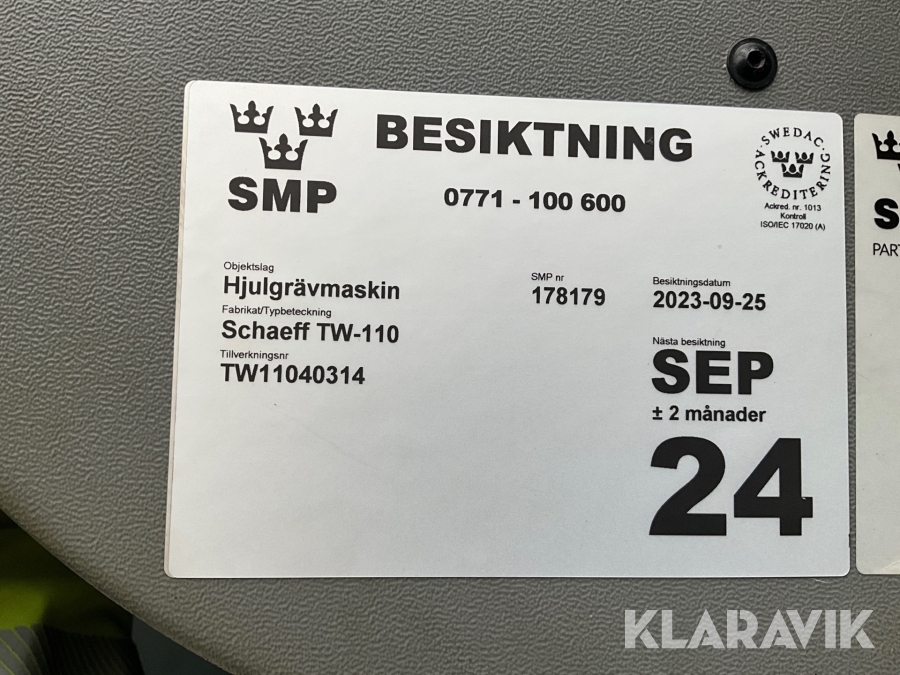 BESIKTNING
SMP
0771 - 100 600
SWEDAC ACKREDITERING
Ackred. nr. 1013
Kontroll
ISO/IEC 17020 (A)
Objektslag
Hjulgrävmaskin
Fabrikat/Typbeteckning
Schaeff TW-110
Tillverkningsnr
TW11040314
SMP nr
178179
Besiktningsdatum
2023-09-25
Nästa besiktning
SEP
± 2 månader
24
S
PART
KLARAVIK